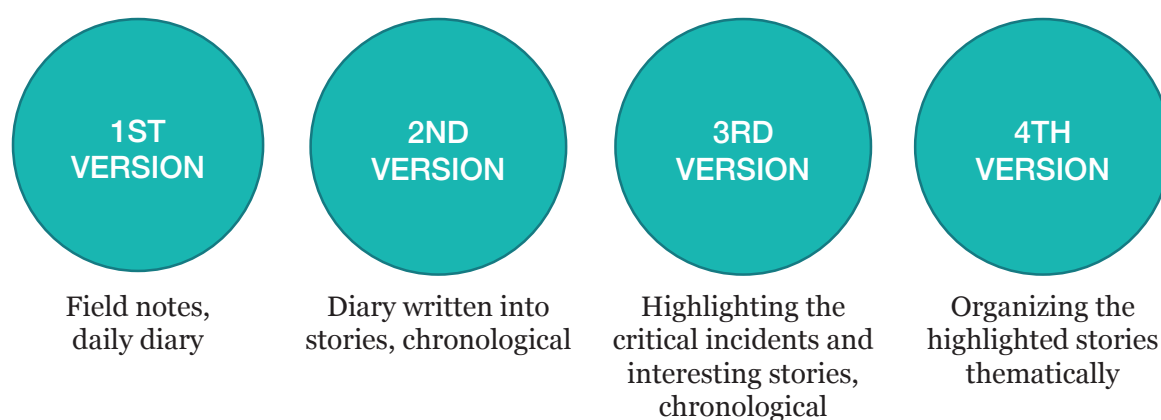 1ST
VERSION
Field notes,
daily diary
2ND
VERSION
Diary written into
stories, chronological
3RD
VERSION
Highlighting the
critical incidents and
interesting stories,
chronological
4TH
VERSION
Organizing the
highlighted stories
thematically